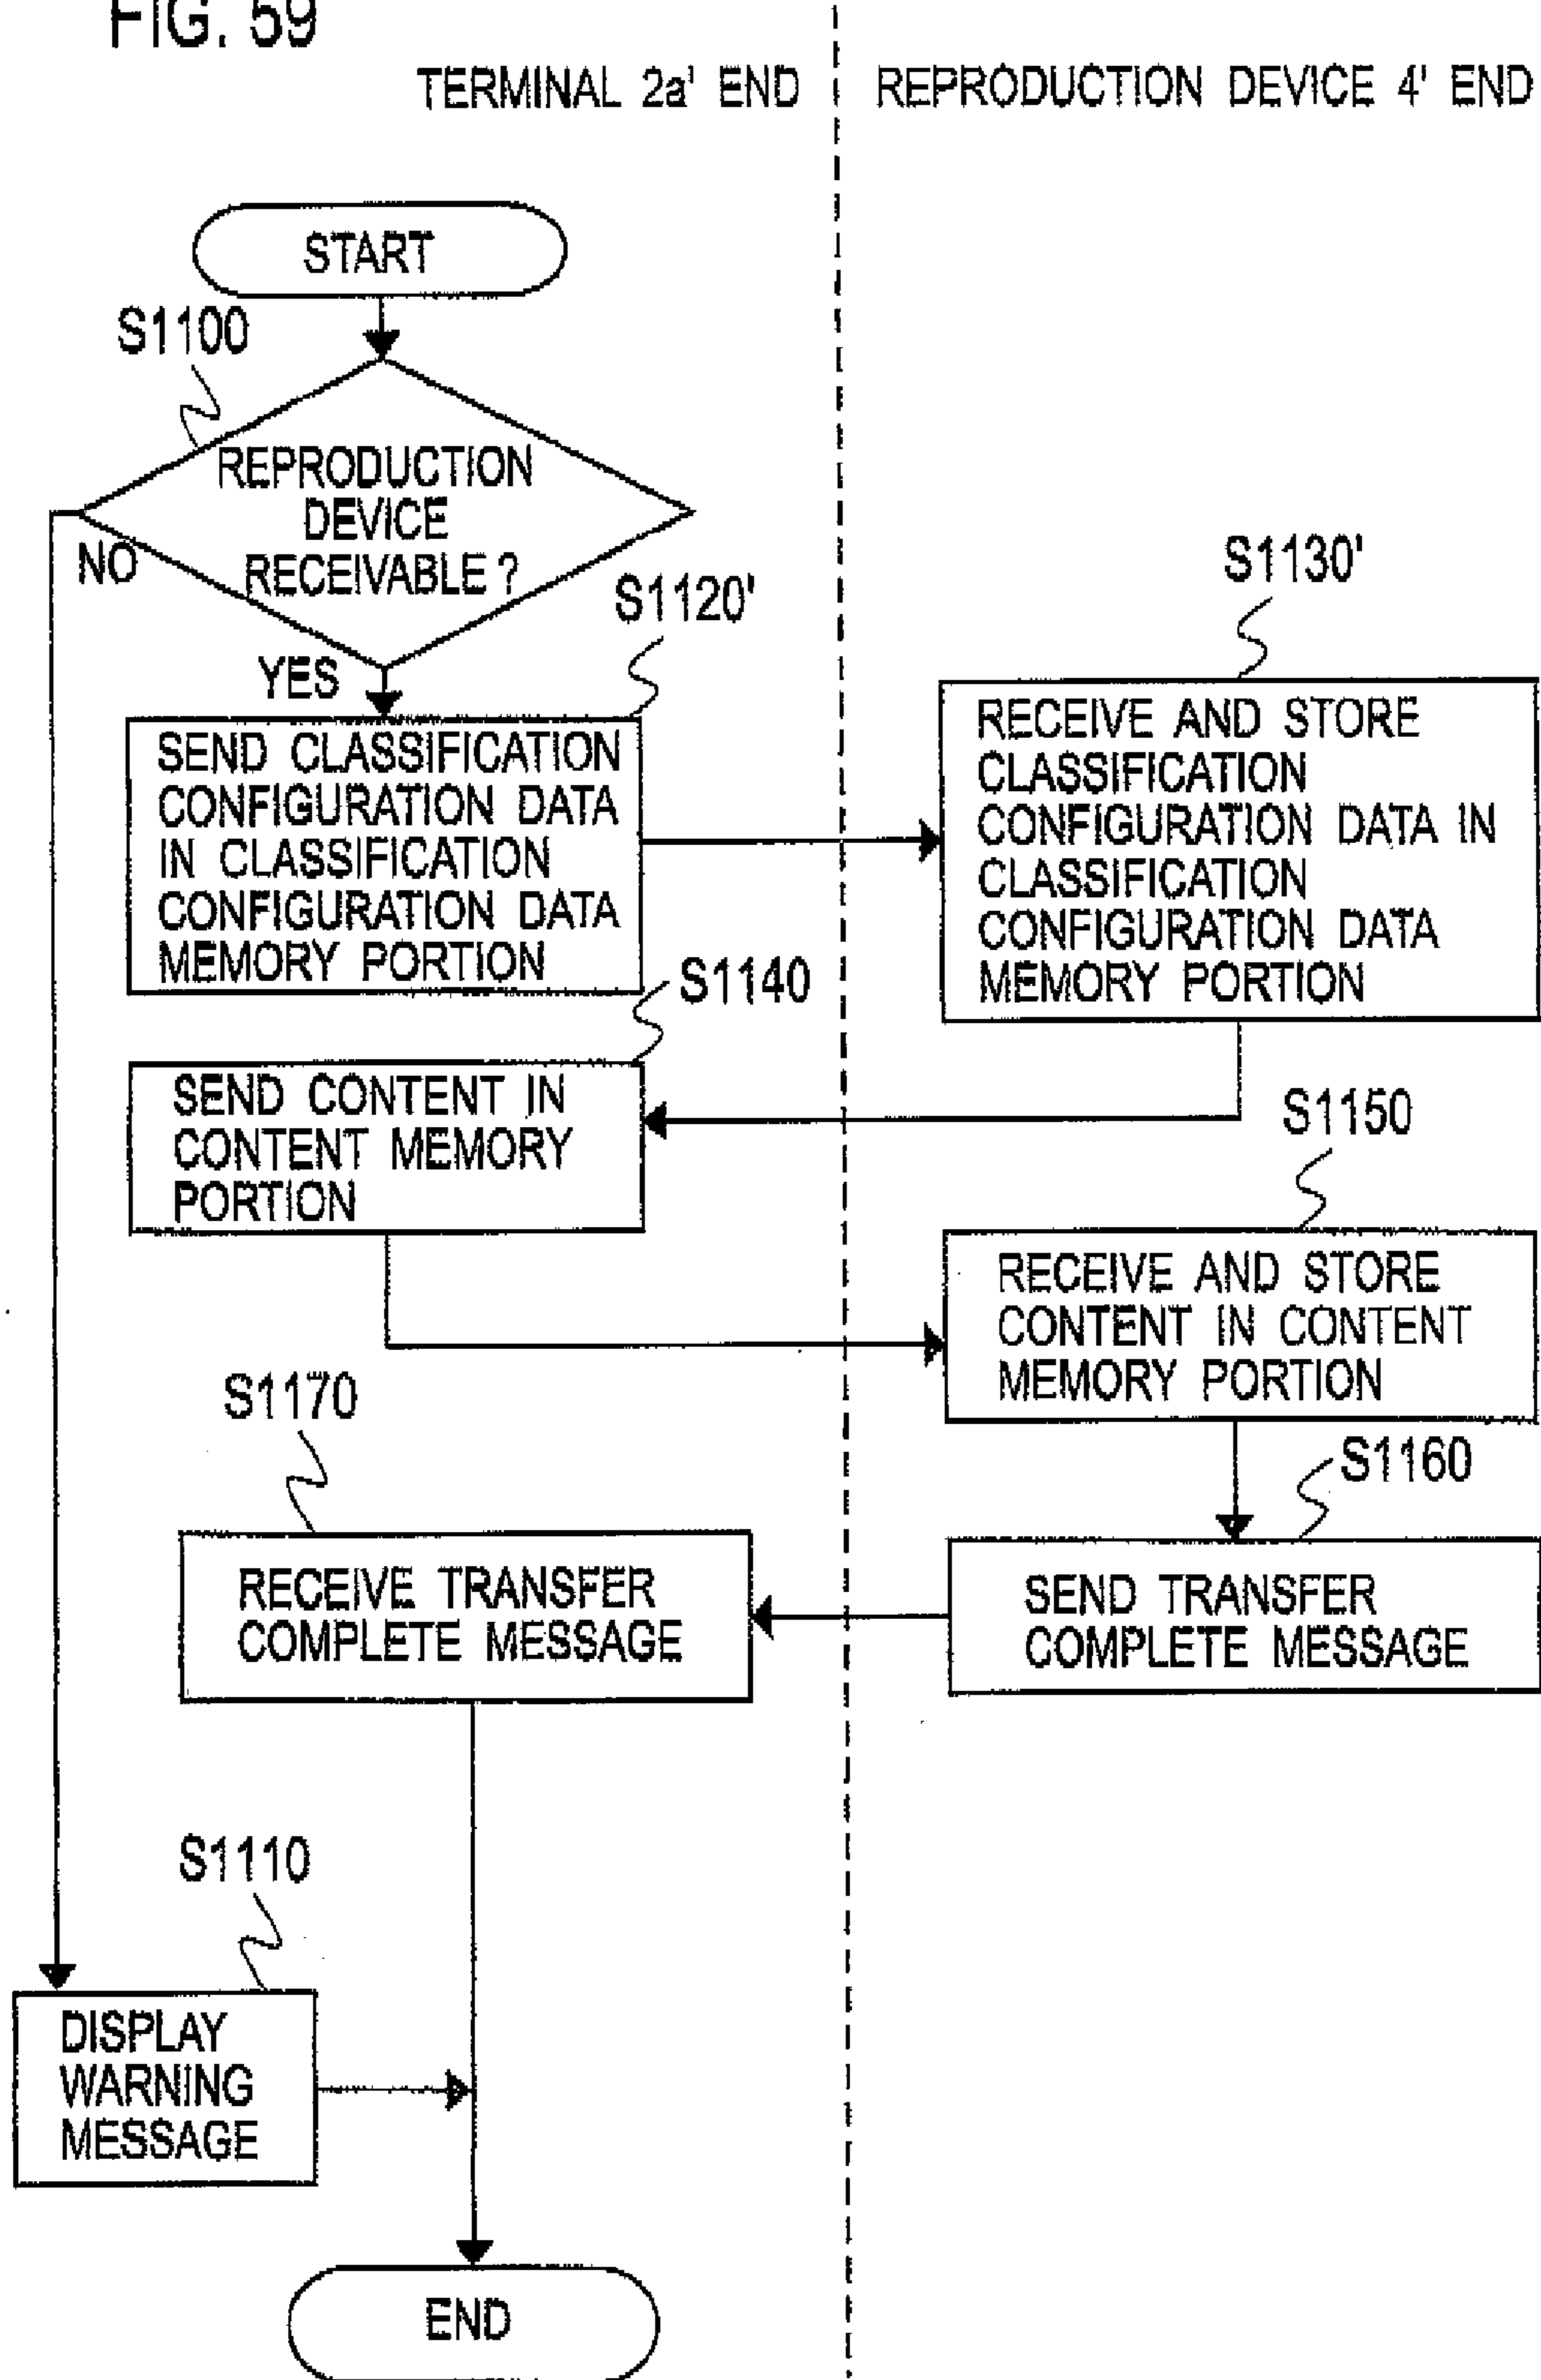 FIG. 59
TERMINAL 2a' END
REPRODUCTION DEVICE 4' END
START
S1100
REPRODUCTION
DEVICE
RECEIVABLE ?
NO
YES
S1120'
SEND CLASSIFICATION
CONFIGURATION DATA
IN CLASSIFICATION
CONFIGURATION DATA
MEMORY PORTION
S1130'
RECEIVE AND STORE
CLASSIFICATION
CONFIGURATION DATA IN
CLASSIFICATION
CONFIGURATION DATA
MEMORY PORTION
S1140
SEND CONTENT IN
CONTENT MEMORY
PORTION
S1150
RECEIVE AND STORE
CONTENT IN CONTENT
MEMORY PORTION
S1160
SEND TRANSFER
COMPLETE MESSAGE
S1170
RECEIVE TRANSFER
COMPLETE MESSAGE
S1110
DISPLAY
WARNING
MESSAGE
END